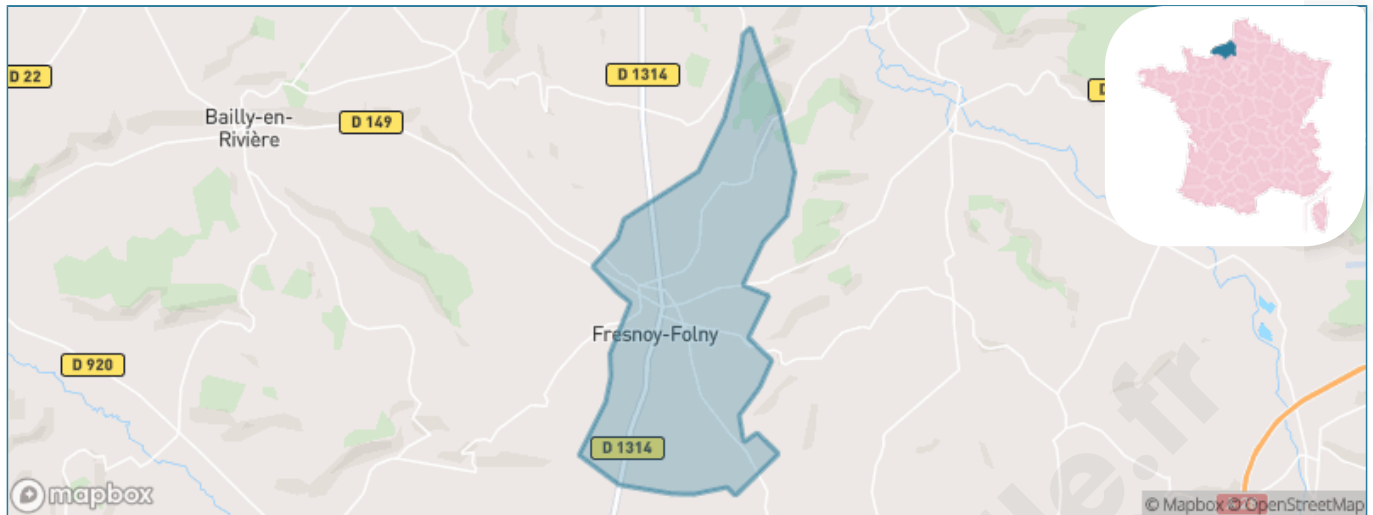 D 22
D 1314
D
Bailly-en-
Rivière
D 149
Fresnoy-Folny
D 920
D 1314
mapbox
© Mapbox © OpenStreetMap